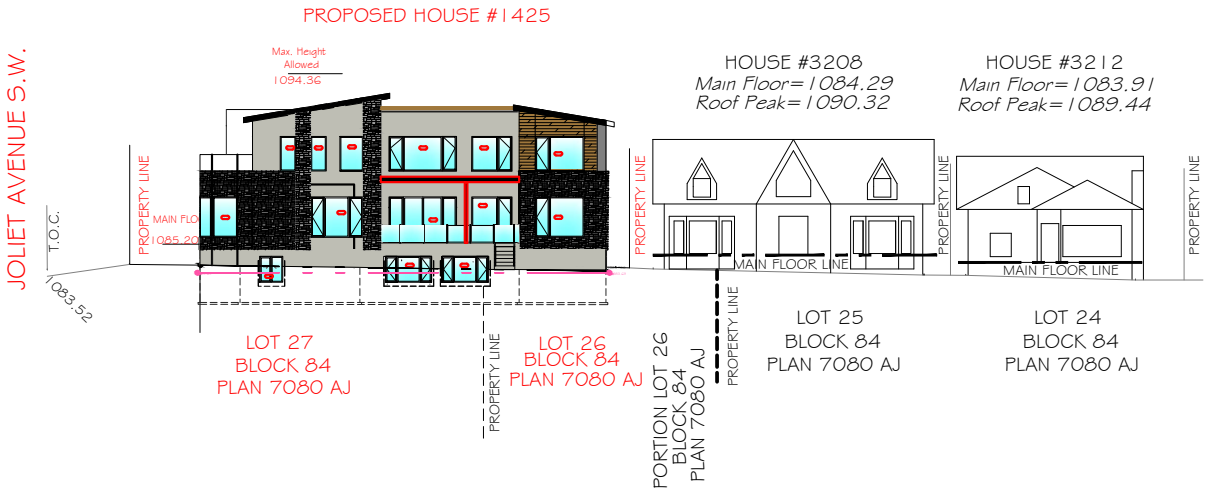 PROPOSED HOUSE #1425
JOLIET AVENUE S.W.
T.O.C.
1083.52
PROPERTY LINE
Max. Height
Allowed
1094.36
MAIN FLO
1085.20
HOUSE #3208
Main Floor=1084.29
Roof Peak=1090.32
HOUSE #3212
Main Floor=1083.91
Roof Peak=1089.44
PROPERTY LINE
PROPERTY LINE
PROPERTY LINE
MAIN FLOOR LINE
MAIN FLOOR LINE
LOT 27
BLOCK 84
PLAN 7080 AJ
PROPERTY LINE
LOT 26
BLOCK 84
PLAN 7080 AJ
PORTION LOT 26
BLOCK 84
PLAN 7080 AJ
PROPERTY LINE
LOT 25
BLOCK 84
PLAN 7080 AJ
LOT 24
BLOCK 84
PLAN 7080 AJ